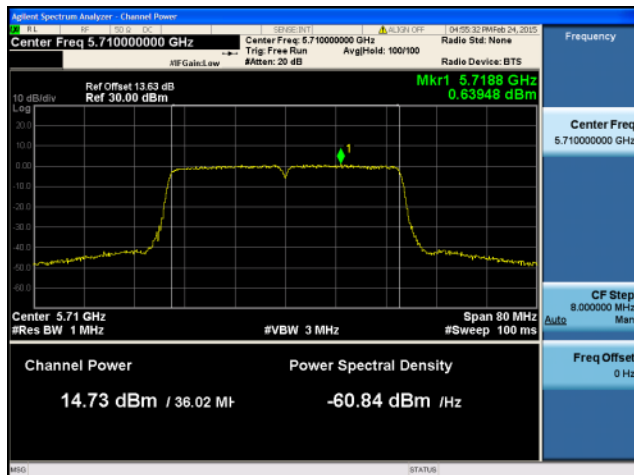 Agilent Spectrum Analyzer - Channel Power
RL RF 50 Ω DC SENSE:INT ALIGN OFF 04:55:32 PM Feb 24, 2015
Center Freq 5.710000000 GHz
Center Freq: 5.710000000 GHz
Radio Std: None
Trig: Free Run Avg|Hold: 100/100
#IFGain:Low
#Atten: 20 dB
Radio Device: BTS
Frequency
Ref Offset 13.63 dB
Mkr1 5.7188 GHz
10 dB/div
Ref 30.00 dBm
0.63948 dBm
Log
20.0
10.0
1
0.00
-10.0
-20.0
-30.0
-40.0
-50.0
-60.0
Center Freq
5.710000000 GHz
Center 5.71 GHz
Span 80 MHz
#Res BW 1 MHz
#VBW 3 MHz
#Sweep 100 ms
CF Step
8.000000 MHz
Auto Man
Freq Offset
0 Hz
Channel Power
Power Spectral Density
14.73 dBm / 36.02 MH
-60.84 dBm /Hz
MSG
STATUS